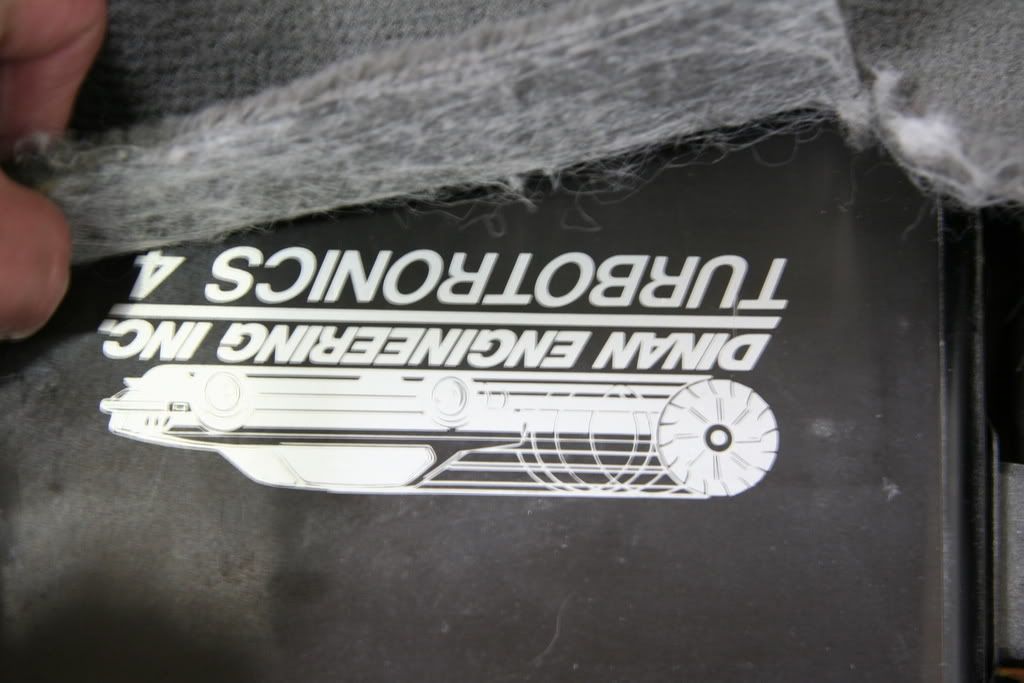 DINAN ENGINEERING INC.
TURBOTRONICS 4